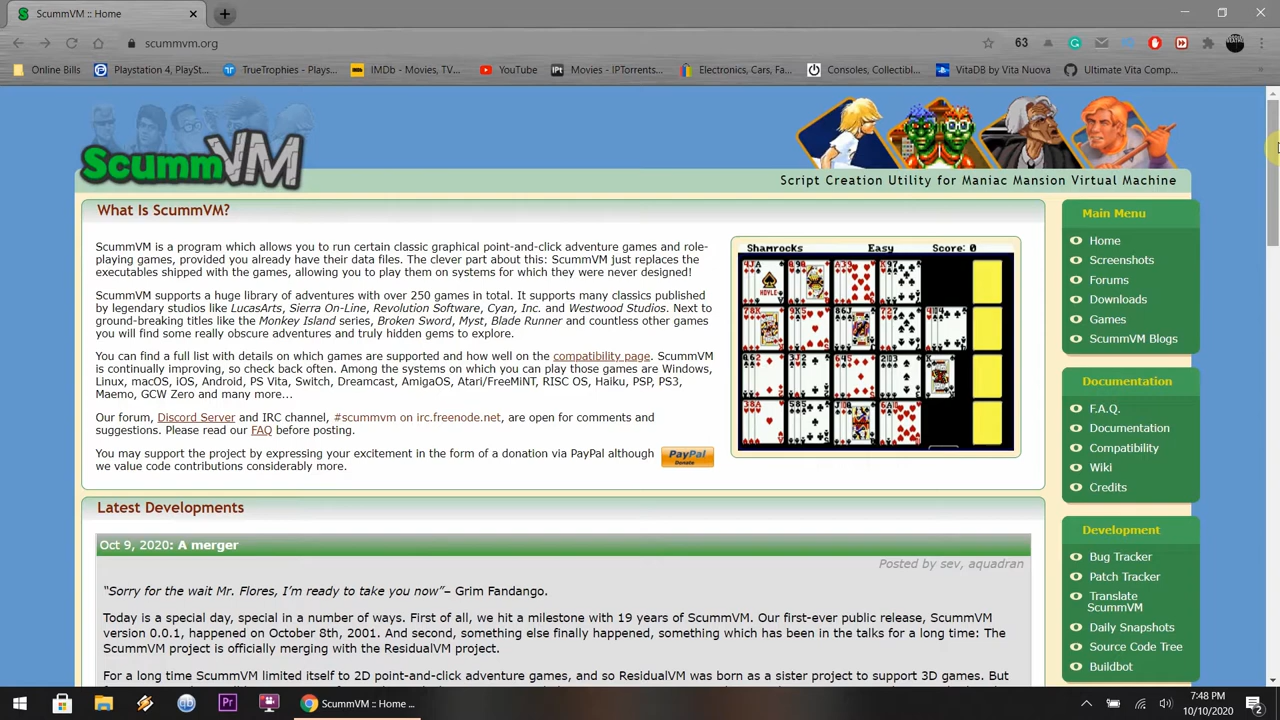 ScummVM :: Home
scummvm.org
63
Online Bills
Playstation 4, PlaySt...
TrueTrophies - Plays...
IMDb - Movies, TV...
YouTube
Movies - IPTorrents...
Electronics, Cars, Fa...
Consoles, Collectibl...
VitaDB by Vita Nuova
Ultimate Vita Comp...
ScummVM
Script Creation Utility for Maniac Mansion Virtual Machine
What Is ScummVM?
ScummVM is a program which allows you to run certain classic graphical point-and-click adventure games and role-
playing games, provided you already have their data files. The clever part about this: ScummVM just replaces the
executables shipped with the games, allowing you to play them on systems for which they were never designed!
ScummVM supports a huge library of adventures with over 250 games in total. It supports many classics published
by legendary studios like LucasArts, Sierra On-Line, Revolution Software, Cyan, Inc. and Westwood Studios. Next to
ground-breaking titles like the Monkey Island series, Broken Sword, Myst, Blade Runner and countless other games
you will find some really obscure adventures and truly hidden gems to explore.
You can find a full list with details on which games are supported and how well on the compatibility page. ScummVM
is continually improving, so check back often. Among the systems on which you can play those games are Windows,
Linux, macOS, iOS, Android, PS Vita, Switch, Dreamcast, AmigaOS, Atari/FreeMiNT, RISC OS, Haiku, PSP, PS3,
Maemo, GCW Zero and many more...
Our forum, Discord Server and IRC channel, #scummvm on irc.freenode.net, are open for comments and
suggestions. Please read our FAQ before posting.
You may support the project by expressing your excitement in the form of a donation via PayPal although
we value code contributions considerably more.
PayPal
Donate
Shamrocks Easy Score: 0
HOYLE
Latest Developments
Oct 9, 2020: A merger
Posted by sev, aquadran
“Sorry for the wait Mr. Flores, I’m ready to take you now”– Grim Fandango.
Today is a special day, special in a number of ways. First of all, we hit a milestone with 19 years of ScummVM. Our first-ever public release, ScummVM
version 0.0.1, happened on October 8th, 2001. And second, something else finally happened, something which has been in the talks for a long time: The
ScummVM project is officially merging with the ResidualVM project.
For a long time ScummVM limited itself to 2D point-and-click adventure games, and so ResidualVM was born as a sister project to support 3D games. But
Main Menu
Home
Screenshots
Forums
Downloads
Games
ScummVM Blogs
Documentation
F.A.Q.
Documentation
Compatibility
Wiki
Credits
Development
Bug Tracker
Patch Tracker
Translate
ScummVM
Daily Snapshots
Source Code Tree
Buildbot
Pr
ScummVM :: Home ...
7:48 PM
10/10/2020
2